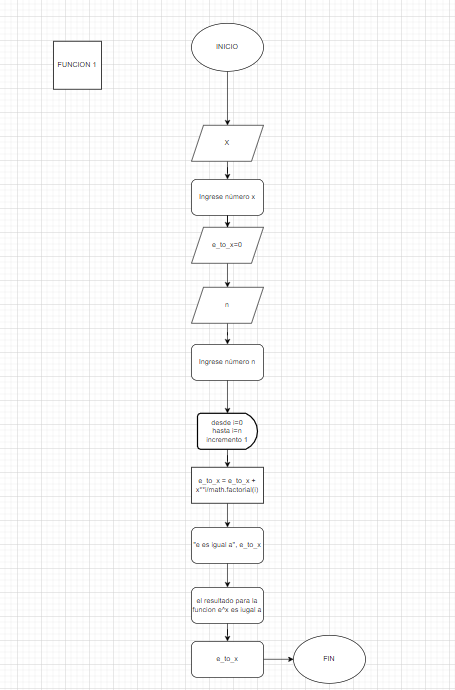 INICIO
FUNCION 1
X
Ingrese número x
e_to_x=0
n
Ingrese número n
desde i=0
hasta i=n
incremento 1
e_to_x = e_to_x +
x**i/math.factorial(i)
"e es igual a", e_to_x
el resultado para la
funcion e^x es iugal a
e_to_x
FIN